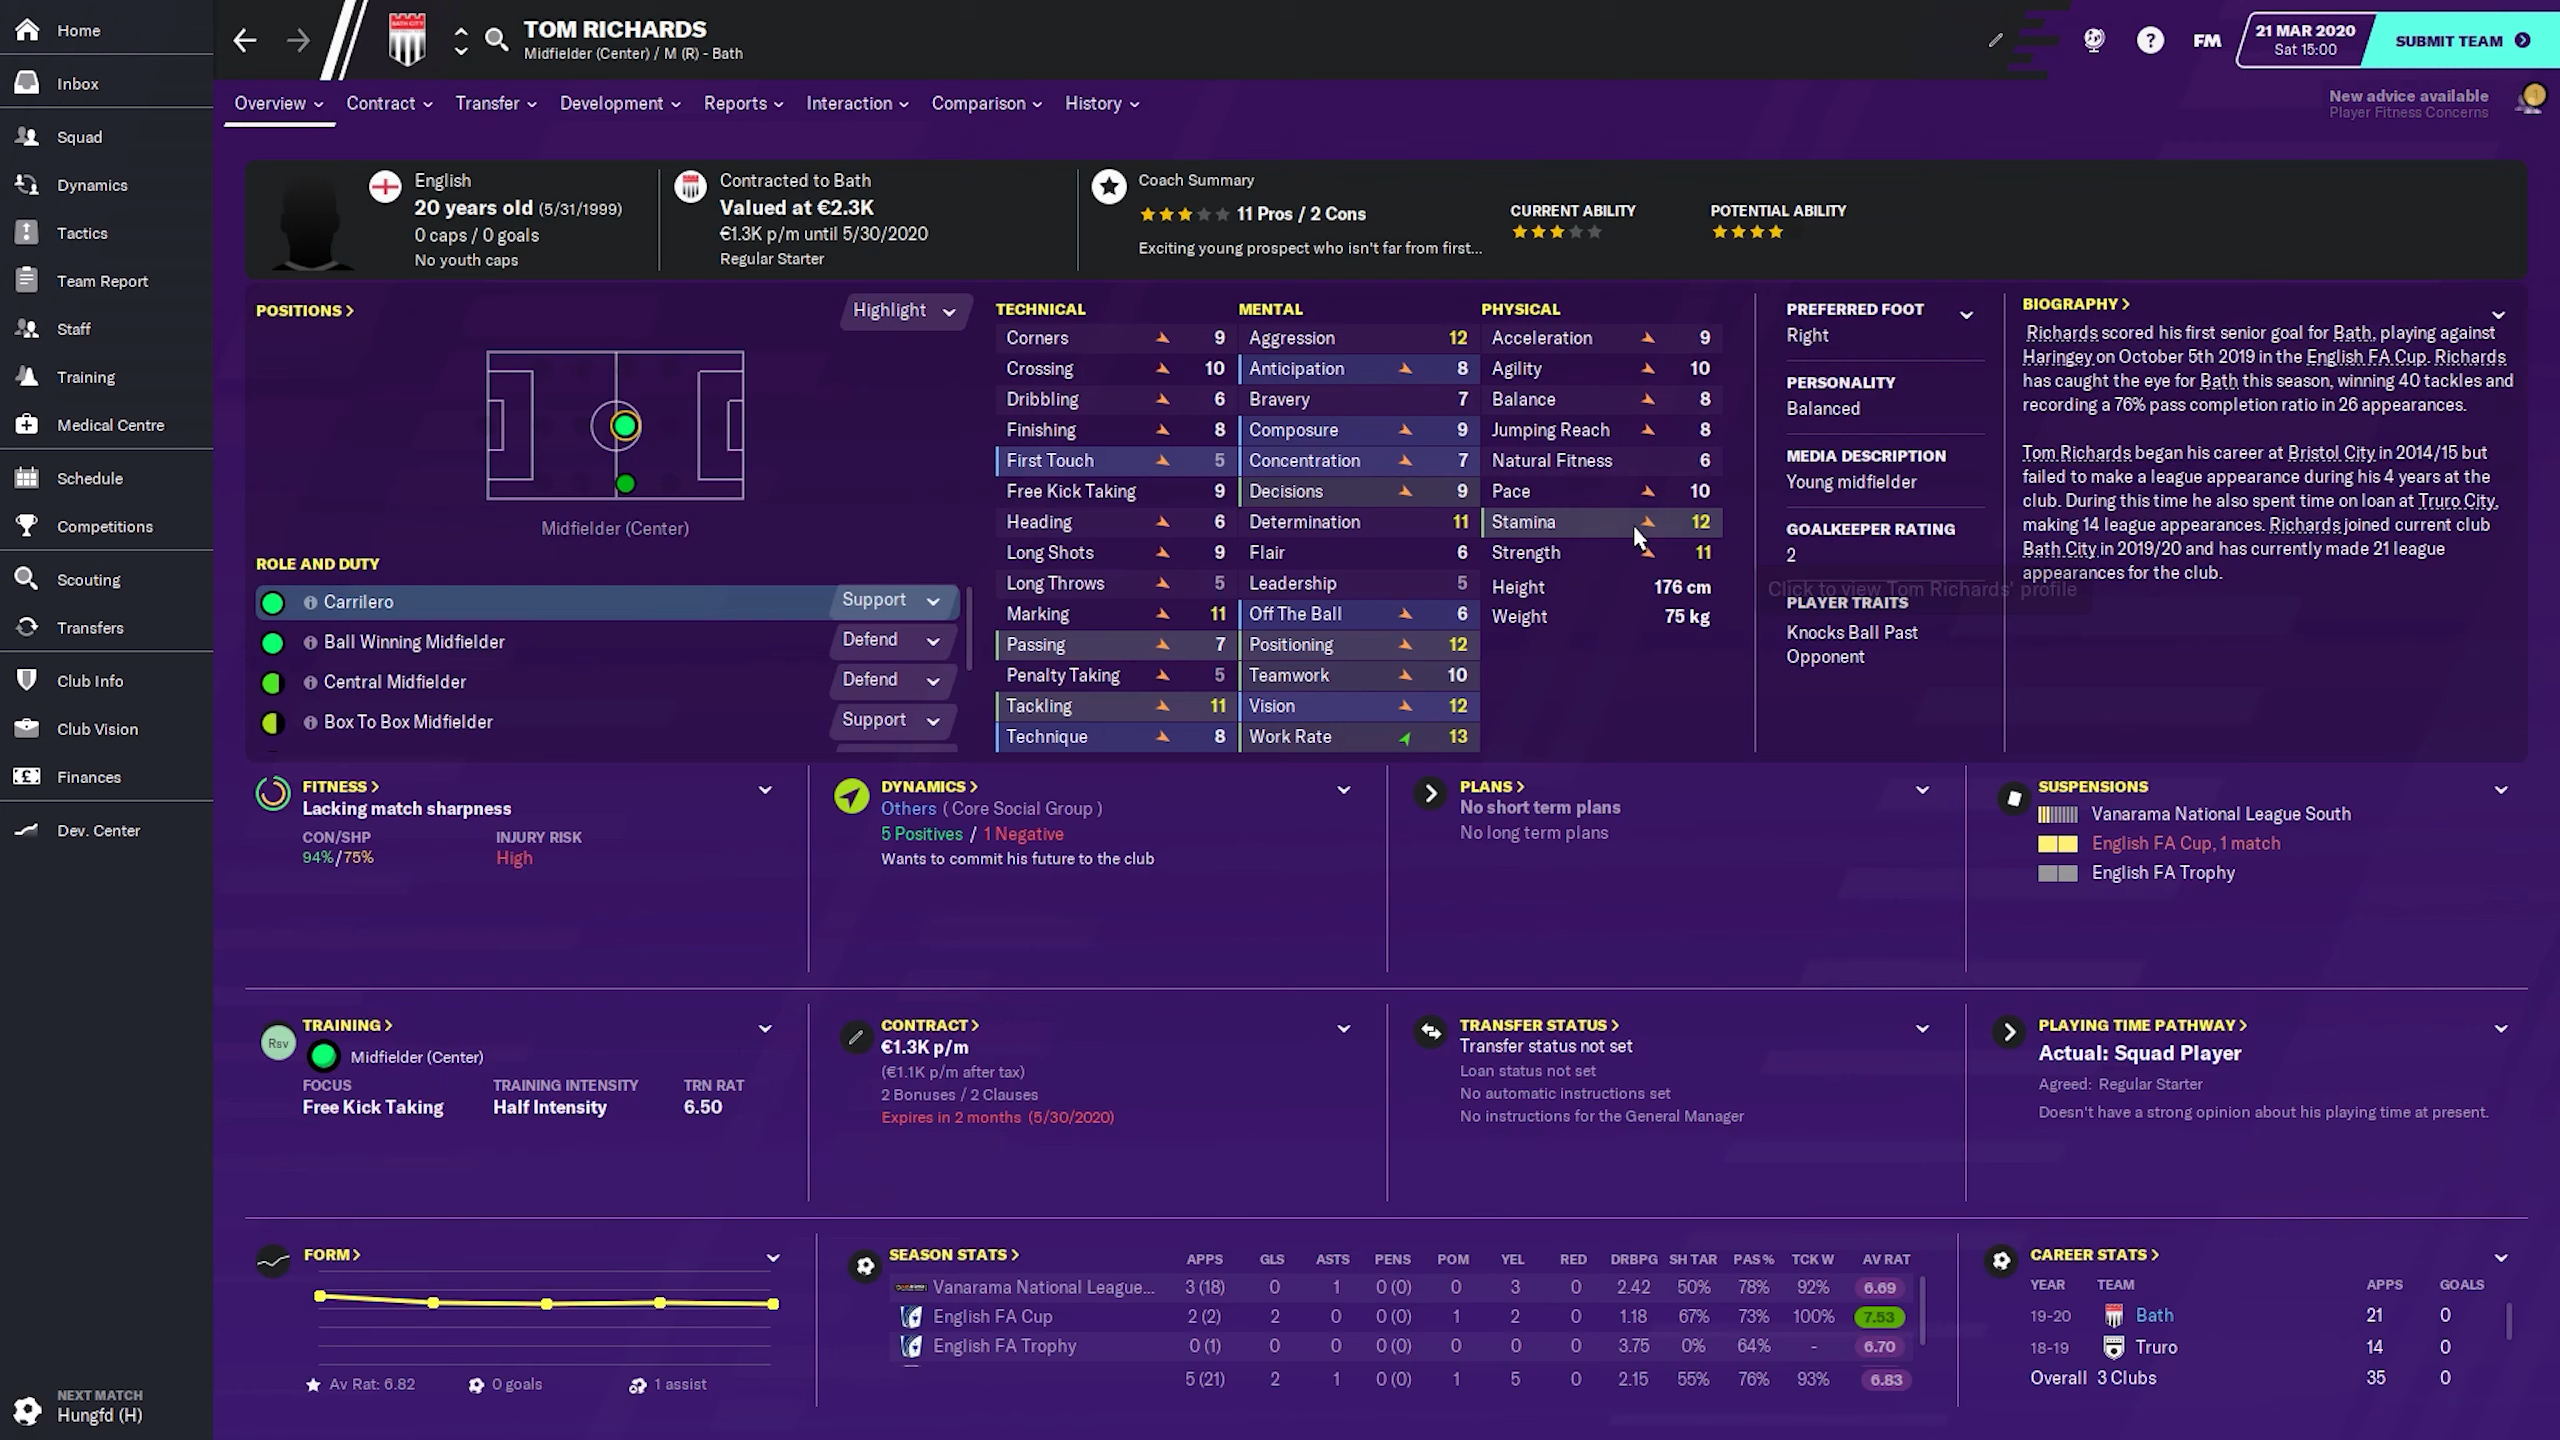 Home
Inbox
Squad
Dynamics
Tactics
Team Report
Staff
Training
Medical Centre
Schedule
Competitions
Scouting
Transfers
Club Info
Club Vision
Finances
Dev. Center
NEXT MATCH
Hungfd (H)
TOM RICHARDS
Midfielder (Center) / M (R) - Bath
FM
21 MAR 2020
Sat 15:00
SUBMIT TEAM
Overview Contract Transfer Development Reports Interaction Comparison History
New advice available
Player Fitness Concerns
English
20 years old (5/31/1999)
0 caps / 0 goals
No youth caps
Contracted to Bath
Valued at €2.3K
€1.3K p/m until 5/30/2020
Regular Starter
Coach Summary
11 Pros / 2 Cons
Exciting young prospect who isn't far from first...
CURRENT ABILITY
POTENTIAL ABILITY
POSITIONS >
Highlight
Midfielder (Center)
ROLE AND DUTY
Carrilero Support
Ball Winning Midfielder Defend
Central Midfielder Defend
Box To Box Midfielder Support
TECHNICAL
Corners 9
Crossing 10
Dribbling 6
Finishing 8
First Touch 5
Free Kick Taking 9
Heading 6
Long Shots 9
Long Throws 5
Marking 11
Passing 7
Penalty Taking 5
Tackling 11
Technique 8
MENTAL
Aggression 12
Anticipation 8
Bravery 7
Composure 9
Concentration 7
Decisions 9
Determination 11
Flair 6
Leadership 5
Off The Ball 6
Positioning 12
Teamwork 10
Vision 12
Work Rate 13
PHYSICAL
Acceleration 9
Agility 10
Balance 8
Jumping Reach 8
Natural Fitness 6
Pace 10
Stamina 12
Strength 11
Height 176 cm
Weight 75 kg
PREFERRED FOOT
Right
PERSONALITY
Balanced
MEDIA DESCRIPTION
Young midfielder
GOALKEEPER RATING
2
Click to view Tom Richards' profile
PLAYER TRAITS
Knocks Ball Past
Opponent
BIOGRAPHY >
Richards scored his first senior goal for Bath, playing against
Haringey on October 5th 2019 in the English FA Cup. Richards
has caught the eye for Bath this season, winning 40 tackles and
recording a 76% pass completion ratio in 26 appearances.
Tom Richards began his career at Bristol City in 2014/15 but
failed to make a league appearance during his 4 years at the
club. During this time he also spent time on loan at Truro City,
making 14 league appearances. Richards joined current club
Bath City in 2019/20 and has currently made 21 league
appearances for the club.
FITNESS >
Lacking match sharpness
CON/SHP INJURY RISK
94%/75% High
DYNAMICS >
Others ( Core Social Group )
5 Positives / 1 Negative
Wants to commit his future to the club
PLANS >
No short term plans
No long term plans
SUSPENSIONS
Vanarama National League South
English FA Cup, 1 match
English FA Trophy
Rsv
TRAINING >
Midfielder (Center)
FOCUS TRAINING INTENSITY TRN RAT
Free Kick Taking Half Intensity 6.50
CONTRACT >
€1.3K p/m
(€1.1K p/m after tax)
2 Bonuses / 2 Clauses
Expires in 2 months (5/30/2020)
TRANSFER STATUS >
Transfer status not set
Loan status not set
No automatic instructions set
No instructions for the General Manager
PLAYING TIME PATHWAY >
Actual: Squad Player
Agreed: Regular Starter
Doesn't have a strong opinion about his playing time at present.
FORM >
Av Rat: 6.82 0 goals 1 assist
SEASON STATS > APPS GLS ASTS PENS POM YEL RED DRBPG SH TAR PAS% TCK W AV RAT
Vanarama National League... 3 (18) 0 1 0 (0) 0 3 0 2.42 50% 78% 92% 6.69
English FA Cup 2 (2) 2 0 0 (0) 1 2 0 1.18 67% 73% 100% 7.53
English FA Trophy 0 (1) 0 0 0 (0) 0 0 0 3.75 0% 64% - 6.70
5 (21) 2 1 0 (0) 1 5 0 2.15 55% 76% 93% 6.83
CAREER STATS >
YEAR TEAM APPS GOALS
19-20 Bath 21 0
18-19 Truro 14 0
Overall 3 Clubs 35 0